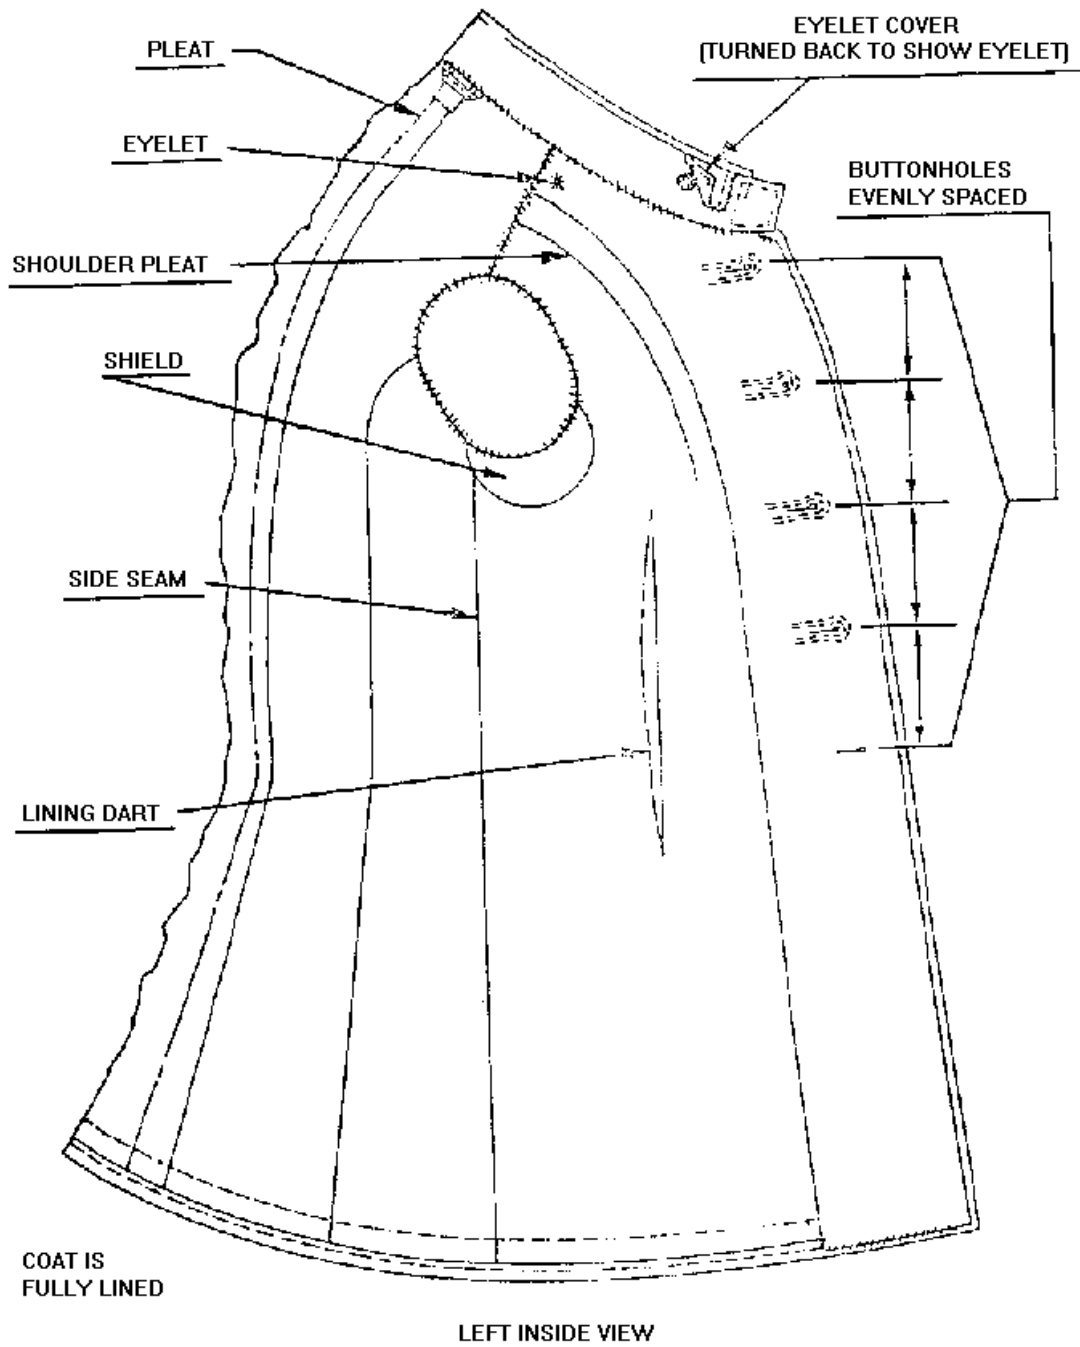 EYELET COVER
(TURNED BACK TO SHOW EYELET)
PLEAT
EYELET
BUTTONHOLES
EVENLY SPACED
SHOULDER PLEAT
SHIELD
SIDE SEAM
LINING DART
COAT IS
FULLY LINED
LEFT INSIDE VIEW